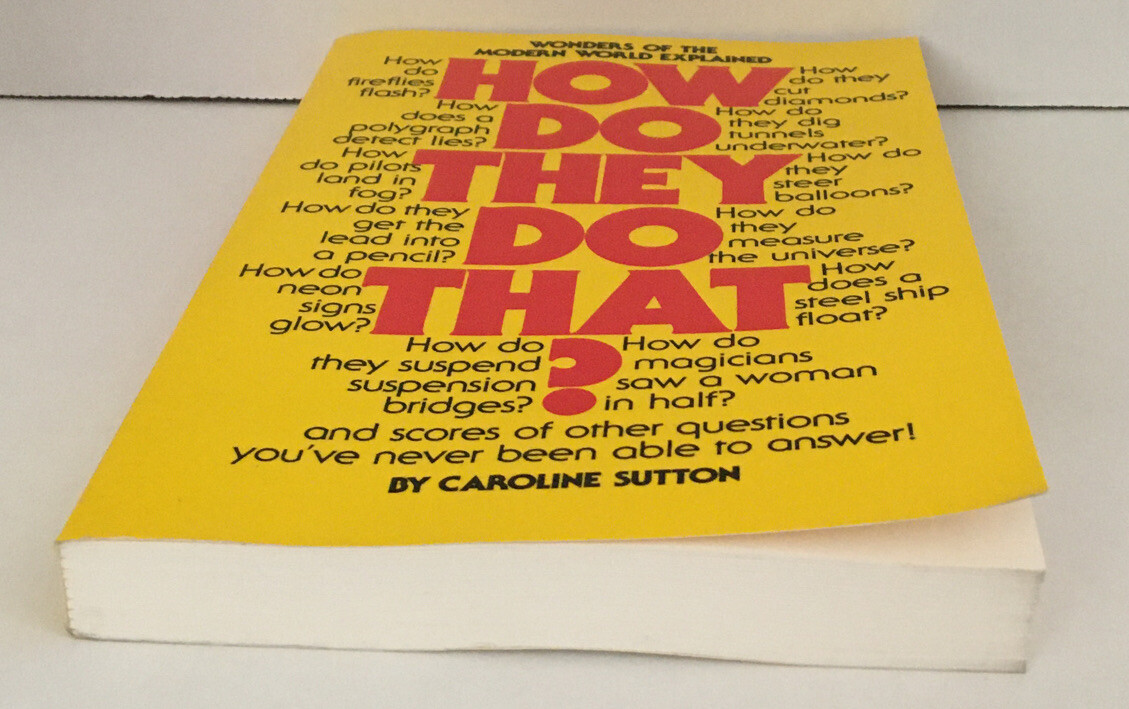 WONDERS OF THE
MODERN WORLD EXPLAINED
HOW
DO
THEY
DO
THAT
?
How
do
fireflies
flash?
How
does a
polygraph
detect lies?
How
do pilots
land in
fog?
How do they
get the
lead into
a pencil?
How do
neon
signs
glow?
How do
they suspend
suspension
bridges?
How
do they
cut
diamonds?
How do
they dig
tunnels
underwater?
How do
they
steer
balloons?
How do
they
measure
the universe?
How
does a
steel ship
float?
How do
magicians
saw a woman
in half?
and scores of other questions
you've never been able to answer!
BY CAROLINE SUTTON